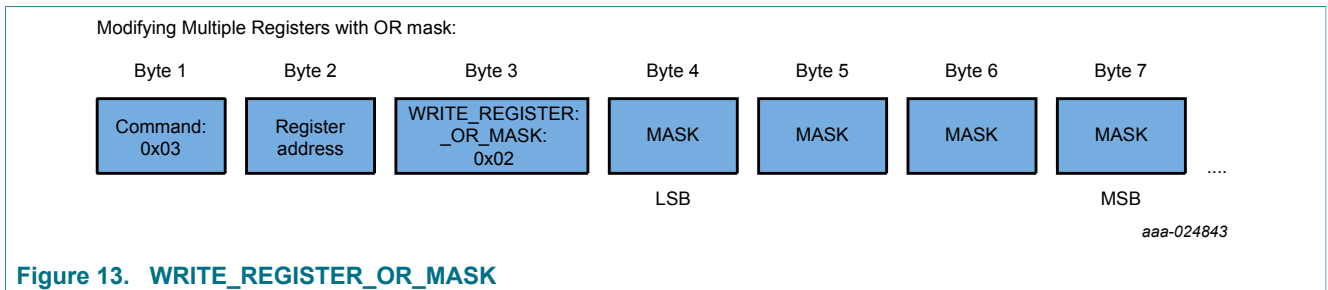 Modifying Multiple Registers with OR mask:
Byte 1 Byte 2 Byte 3 Byte 4 Byte 5 Byte 6 Byte 7
Command:
0x03
Register
address
WRITE_REGISTER:
_OR_MASK:
0x02
MASK
MASK
MASK
MASK
....
LSB MSB
aaa-024843
Figure 13. WRITE_REGISTER_OR_MASK